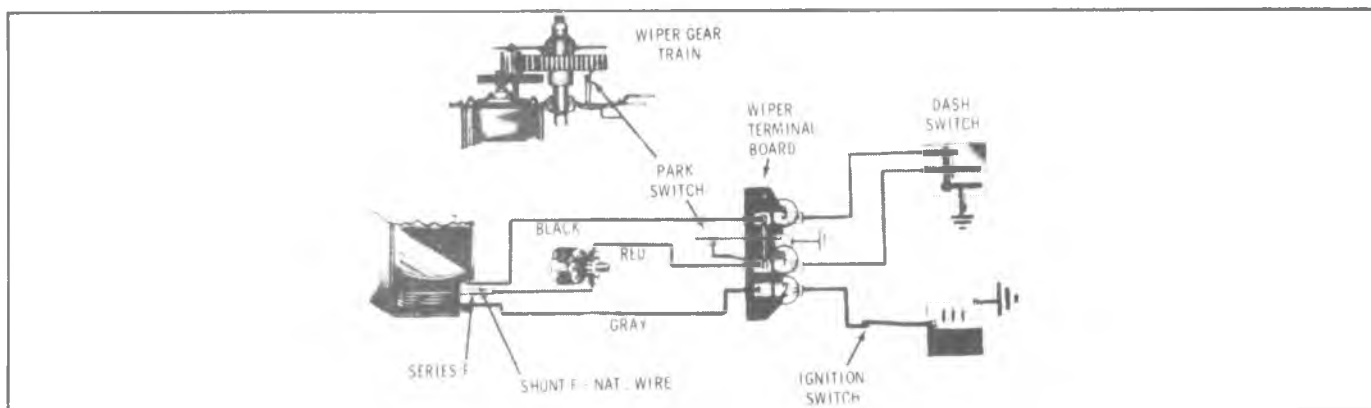 WIPER GEAR
TRAIN
WIPER
TERMINAL
BOARD
DASH
SWITCH
PARK
SWITCH
BLACK
RED
GRAY
SERIES F
SHUNT F - NAT. WIRE
IGNITION
SWITCH